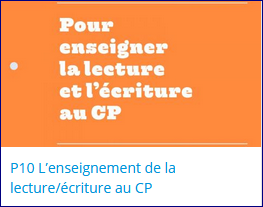 Pour
enseigner
la lecture
et l'écriture
au CP
P10 L'enseignement de la
lecture/écriture au CP